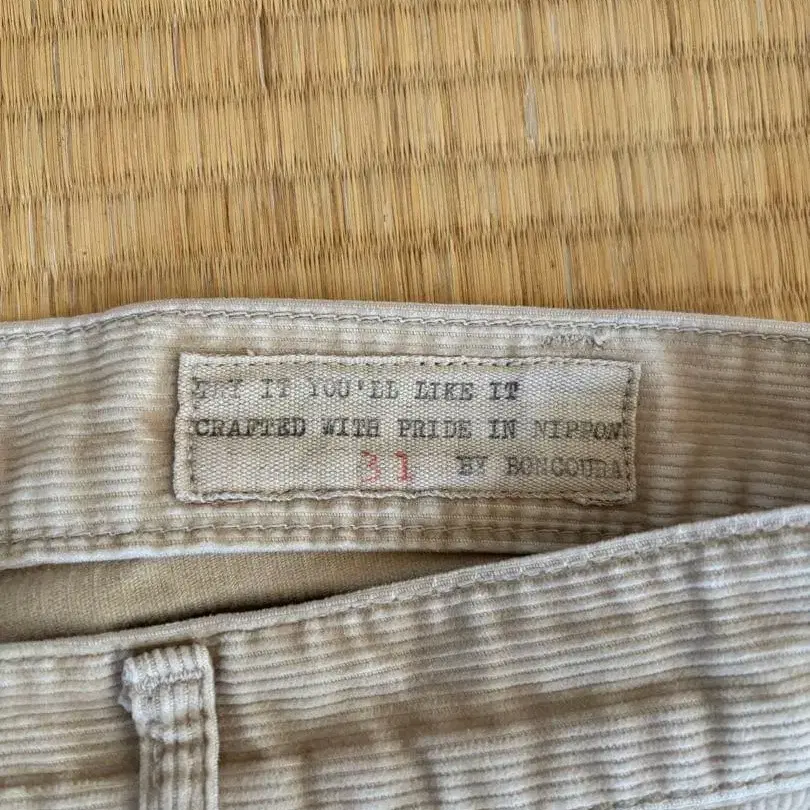 TRY IT YOU'LL LIKE IT
CRAFTED WITH PRIDE IN NIPPON
31 BY BONCOURA